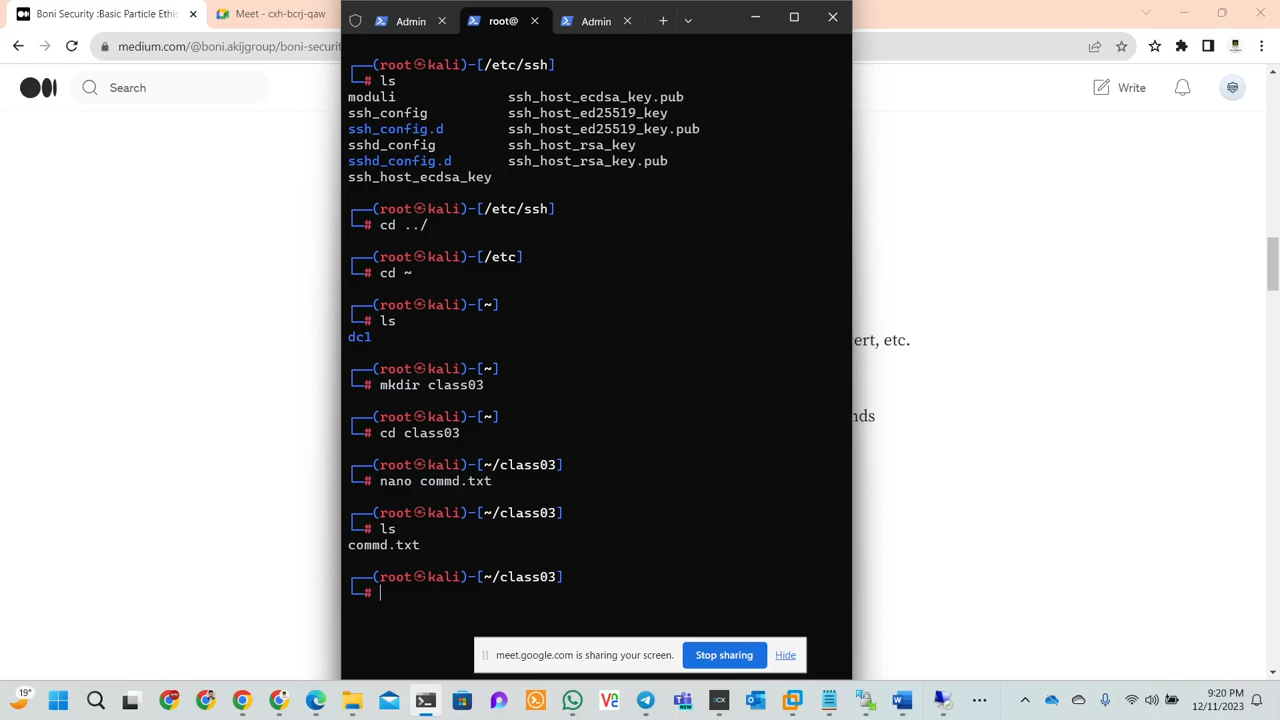 Boni Security :Basic Particle Ethic
Meet - cxh-bcrj-qaw
Admin
root@
Admin
medium.com/@boni.akijgroup/boni-securit
Search
Write
┌──(root㉿kali)-[/etc/ssh]
└─# ls
moduli ssh_host_ecdsa_key.pub
ssh_config ssh_host_ed25519_key
ssh_config.d ssh_host_ed25519_key.pub
sshd_config ssh_host_rsa_key
sshd_config.d ssh_host_rsa_key.pub
ssh_host_ecdsa_key
┌──(root㉿kali)-[/etc/ssh]
└─# cd ../
┌──(root㉿kali)-[/etc]
└─# cd ~
┌──(root㉿kali)-[~]
└─# ls
dc1
ert, etc.
┌──(root㉿kali)-[~]
└─# mkdir class03
┌──(root㉿kali)-[~]
nds
└─# cd class03
┌──(root㉿kali)-[~/class03]
└─# nano commd.txt
┌──(root㉿kali)-[~/class03]
└─# ls
commd.txt
┌──(root㉿kali)-[~/class03]
└─#
meet.google.com is sharing your screen. Stop sharing Hide
19°
NEW
9:20 PM
12/11/2023